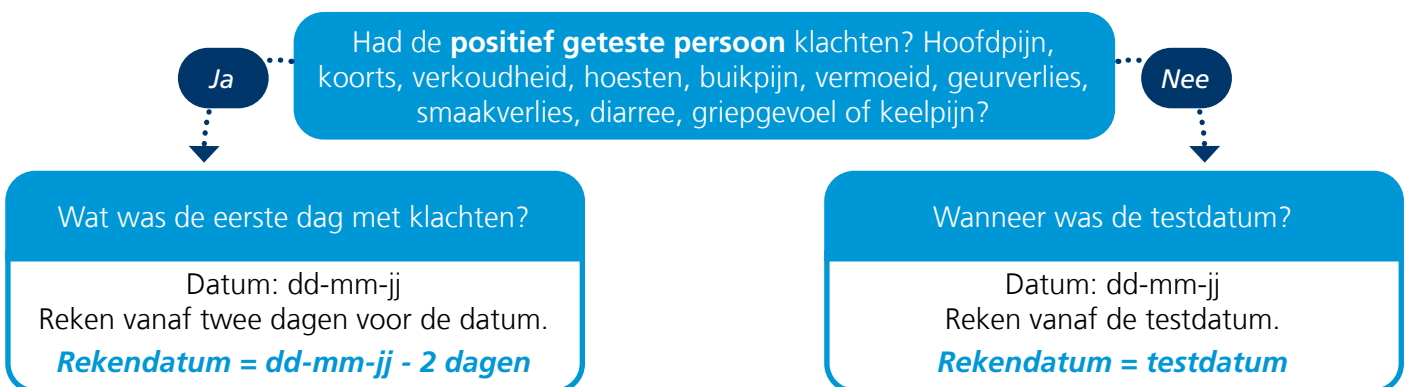 Had de positief geteste persoon klachten? Hoofdpijn,
koorts, verkoudheid, hoesten, buikpijn, vermoeid, geurverlies,
smaakverlies, diarree, griepgevoel of keelpijn?
Ja
Nee
Wat was de eerste dag met klachten?
Datum: dd-mm-jj
Reken vanaf twee dagen voor de datum.
Rekendatum = dd-mm-jj - 2 dagen
Wanneer was de testdatum?
Datum: dd-mm-jj
Reken vanaf de testdatum.
Rekendatum = testdatum